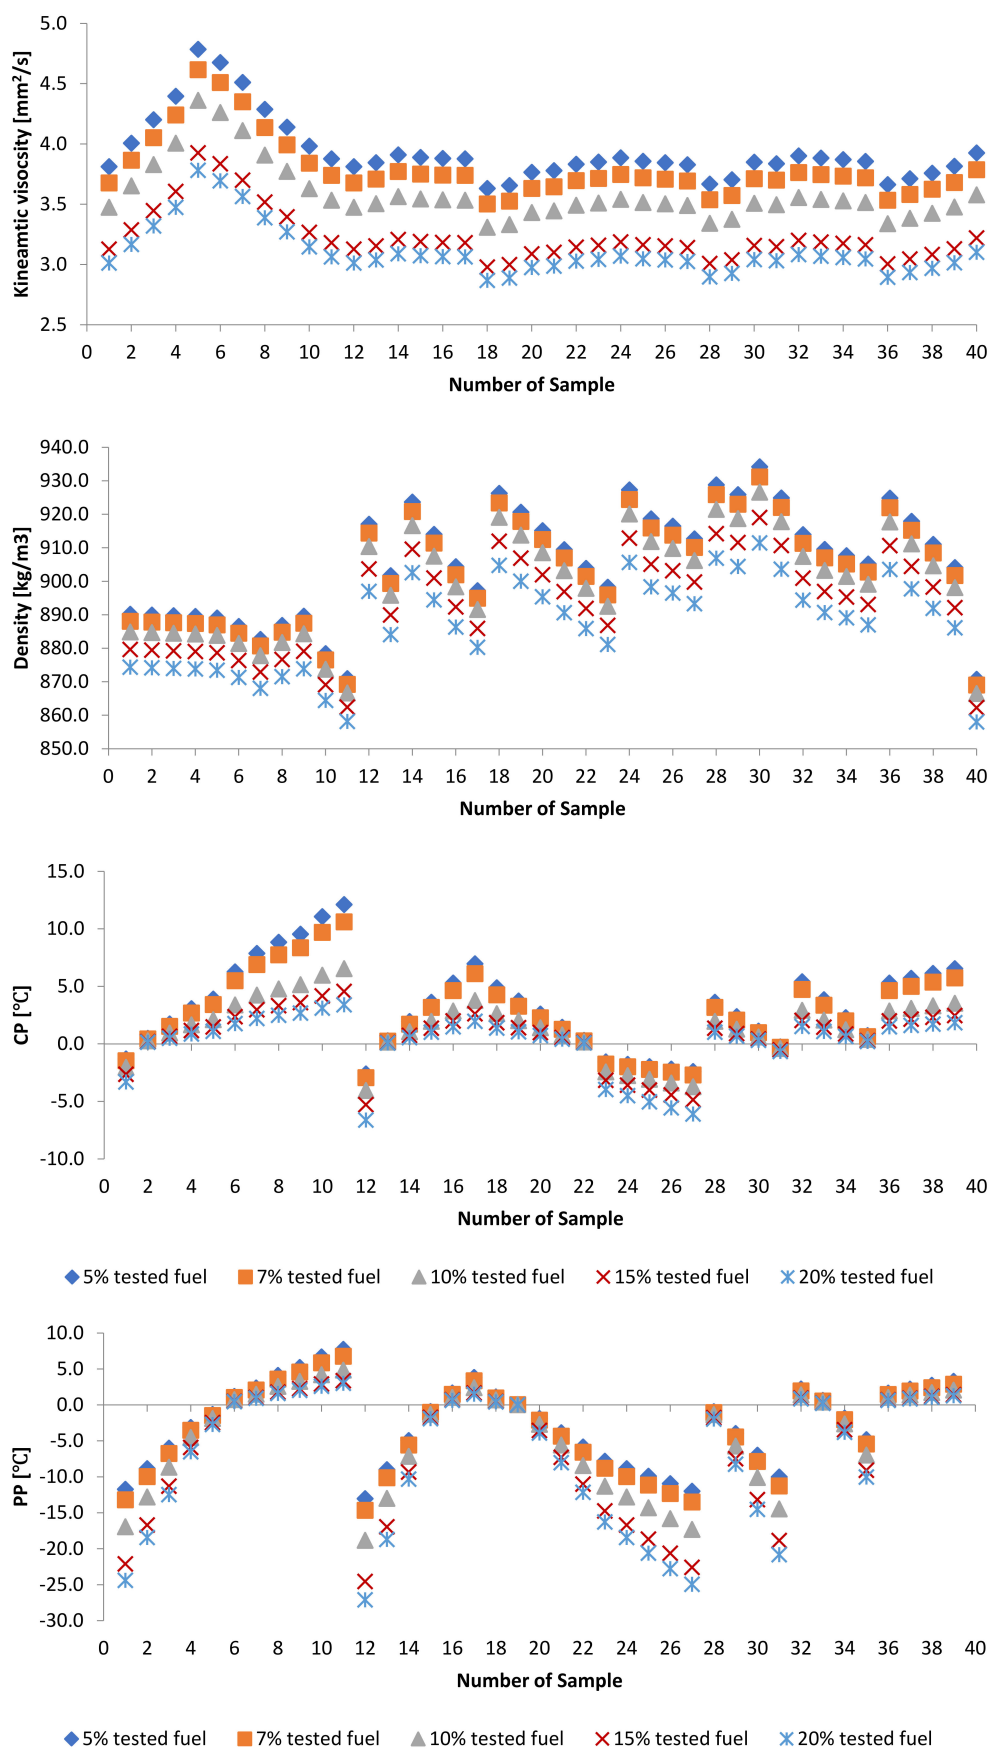 Kineamtic visocsity [mm²/s]
5.0
4.5
4.0
3.5
3.0
2.5
0 2 4 6 8 10 12 14 16 18 20 22 24 26 28 30 32 34 36 38 40
Number of Sample
Density [kg/m3]
940.0
930.0
920.0
910.0
900.0
890.0
880.0
870.0
860.0
850.0
0 2 4 6 8 10 12 14 16 18 20 22 24 26 28 30 32 34 36 38 40
Number of Sample
CP [°C]
15.0
10.0
5.0
0.0
-5.0
-10.0
0 2 4 6 8 10 12 14 16 18 20 22 24 26 28 30 32 34 36 38 40
Number of Sample
5% tested fuel 7% tested fuel 10% tested fuel 15% tested fuel 20% tested fuel
PP [°C]
10.0
5.0
0.0
-5.0
-10.0
-15.0
-20.0
-25.0
-30.0
0 2 4 6 8 10 12 14 16 18 20 22 24 26 28 30 32 34 36 38 40
Number of Sample
5% tested fuel 7% tested fuel 10% tested fuel 15% tested fuel 20% tested fuel